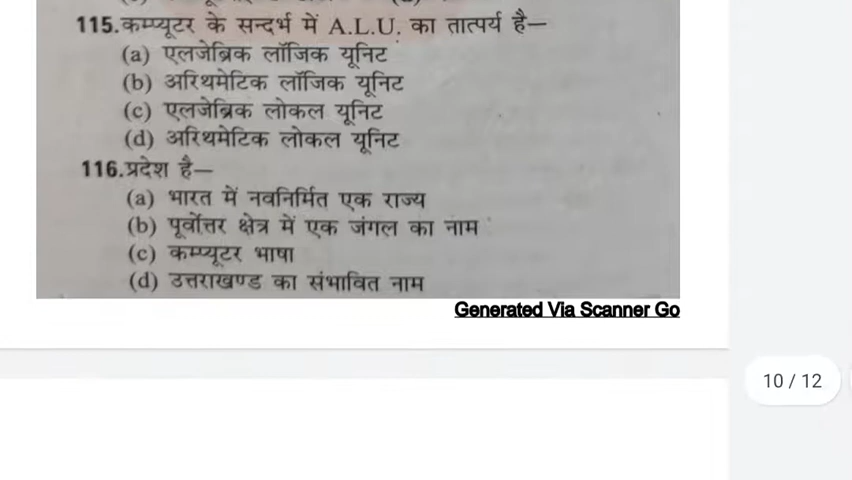 115.कम्प्यूटर के सन्दर्भ में A.L.U. का तात्पर्य है—
(a) एलजेब्रिक लॉजिक यूनिट
(b) अरिथमेटिक लॉजिक यूनिट
(c) एलजेब्रिक लोकल यूनिट
(d) अरिथमेटिक लोकल यूनिट
116.प्रदेश है—
(a) भारत में नवनिर्मित एक राज्य
(b) पूर्वोत्तर क्षेत्र में एक जंगल का नाम
(c) कम्प्यूटर भाषा
(d) उत्तराखण्ड का संभावित नाम
Generated Via Scanner Go
10 / 12